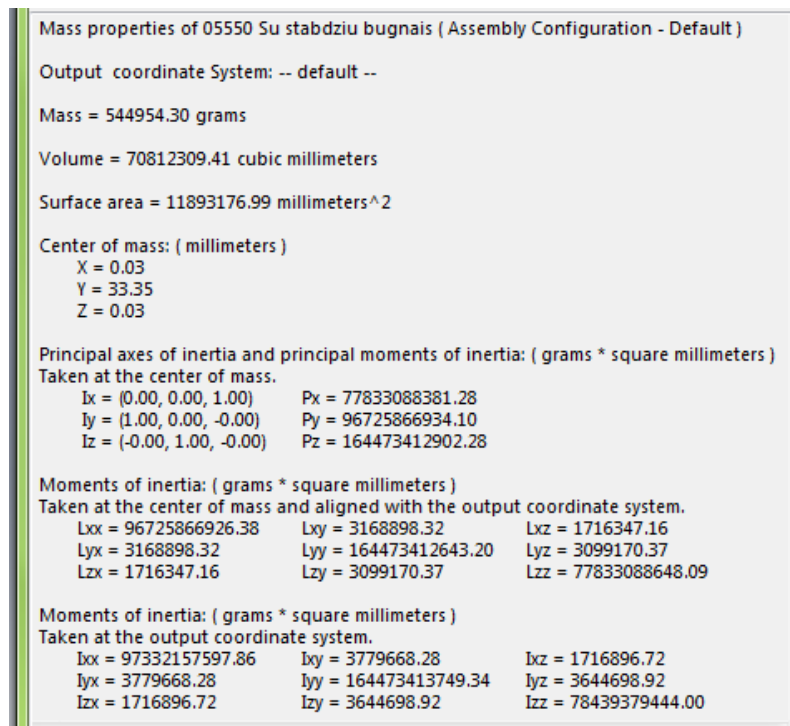 Mass properties of 05550 Su stabdziu bugnais ( Assembly Configuration - Default )
Output coordinate System: -- default --
Mass = 544954.30 grams
Volume = 70812309.41 cubic millimeters
Surface area = 11893176.99 millimeters^2
Center of mass: ( millimeters )
X = 0.03
Y = 33.35
Z = 0.03
Principal axes of inertia and principal moments of inertia: ( grams * square millimeters )
Taken at the center of mass.
Ix = (0.00, 0.00, 1.00) Px = 77833088381.28
Iy = (1.00, 0.00, -0.00) Py = 96725866934.10
Iz = (-0.00, 1.00, -0.00) Pz = 164473412902.28
Moments of inertia: ( grams * square millimeters )
Taken at the center of mass and aligned with the output coordinate system.
Lxx = 96725866926.38 Lxy = 3168898.32 Lxz = 1716347.16
Lyx = 3168898.32 Lyy = 164473412643.20 Lyz = 3099170.37
Lzx = 1716347.16 Lzy = 3099170.37 Lzz = 77833088648.09
Moments of inertia: ( grams * square millimeters )
Taken at the output coordinate system.
Ixx = 97332157597.86 Ixy = 3779668.28 Ixz = 1716896.72
Iyx = 3779668.28 Iyy = 164473413749.34 Iyz = 3644698.92
Izx = 1716896.72 Izy = 3644698.92 Izz = 78439379444.00